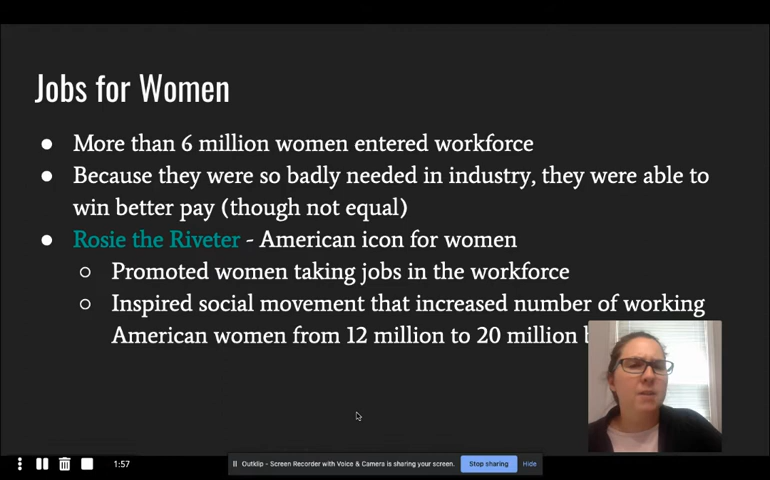 Jobs for Women
● More than 6 million women entered workforce
● Because they were so badly needed in industry, they were able to
win better pay (though not equal)
● Rosie the Riveter - American icon for women
○ Promoted women taking jobs in the workforce
○ Inspired social movement that increased number of working
American women from 12 million to 20 million
1:57
Outklip - Screen Recorder with Voice & Camera is sharing your screen.
Stop sharing
Hide